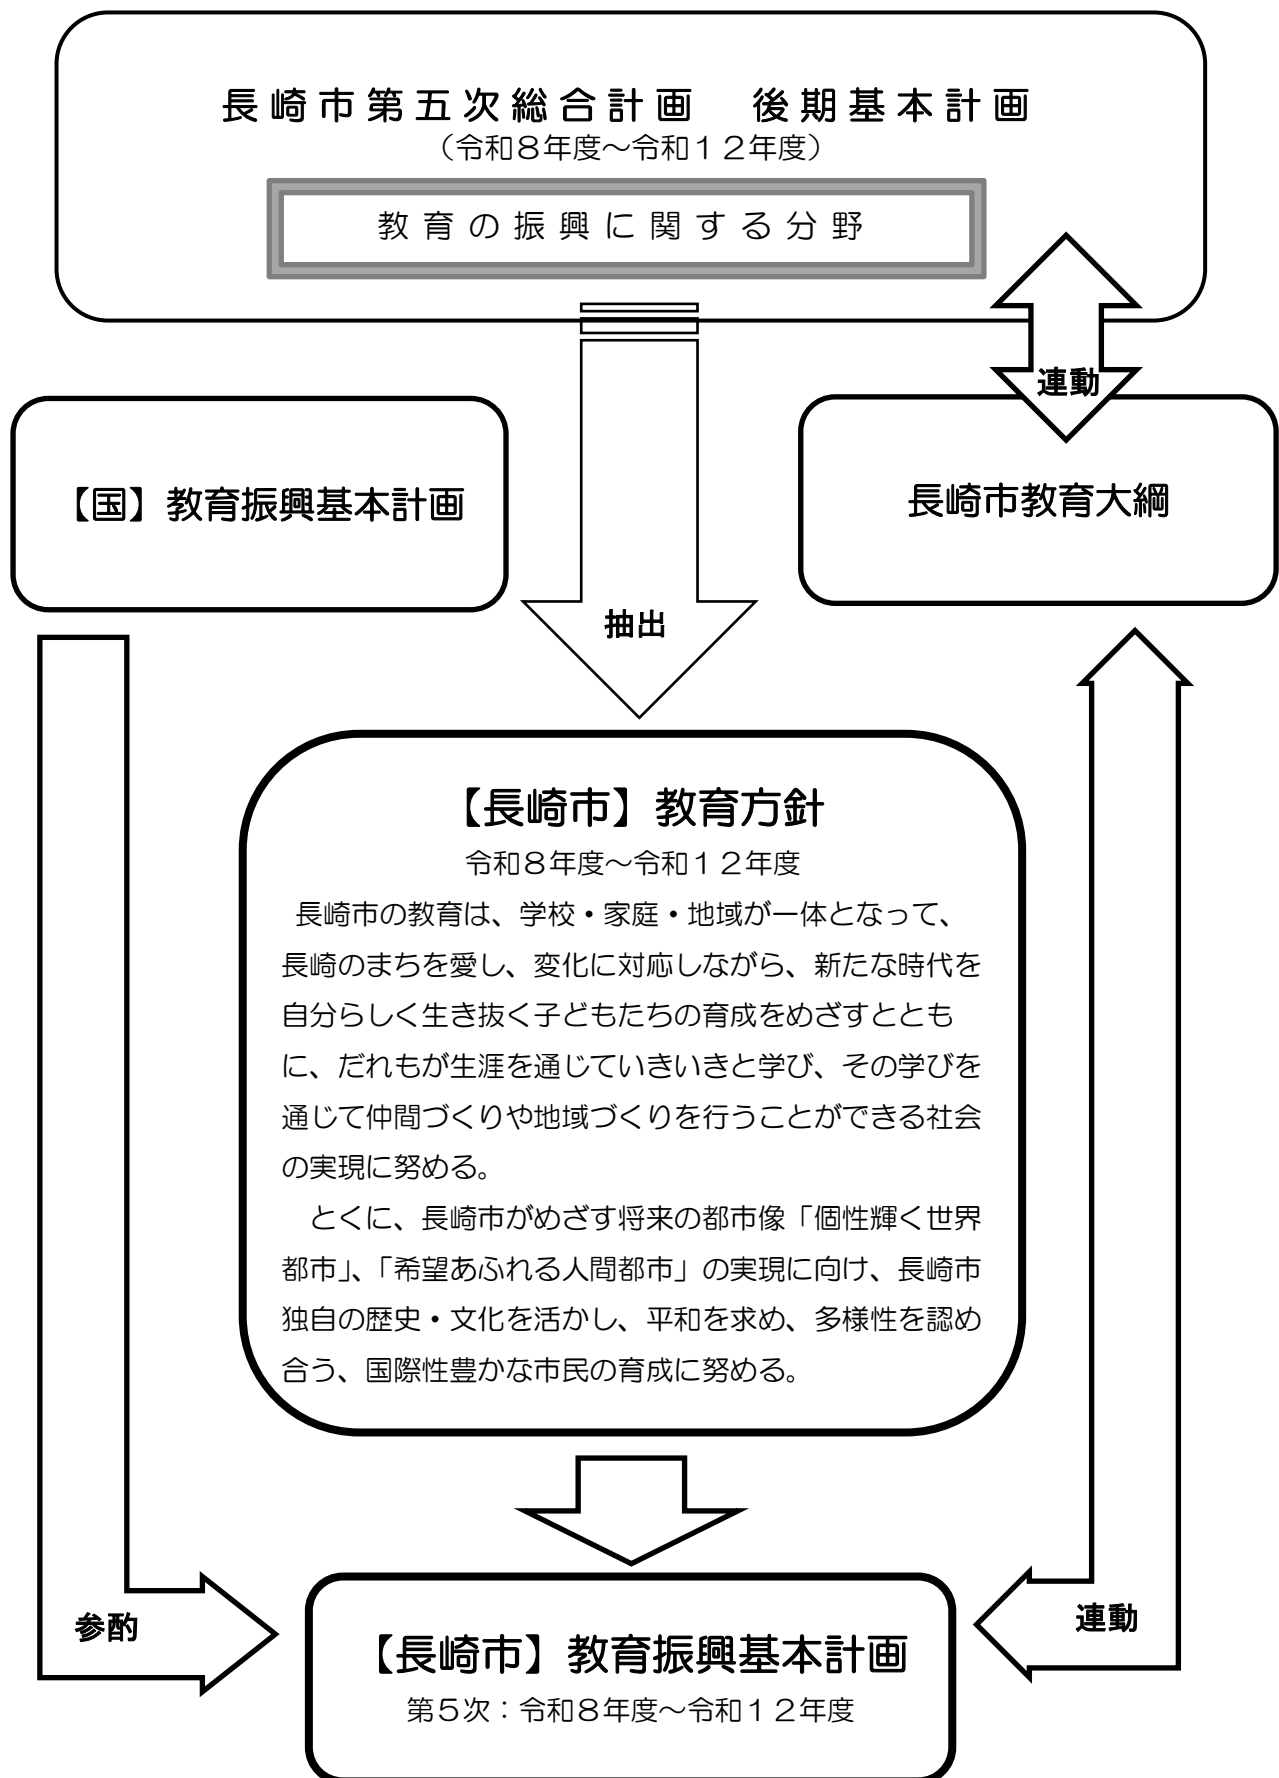 長崎市第五次総合計画　後期基本計画
（令和８年度～令和１２年度）
教育の振興に関する分野
連動
【国】教育振興基本計画
長崎市教育大綱
抽出
【長崎市】教育方針
令和８年度～令和１２年度
長崎市の教育は、学校・家庭・地域が一体となって、
長崎のまちを愛し、変化に対応しながら、新たな時代を
自分らしく生き抜く子どもたちの育成をめざすととも
に、だれもが生涯を通じていきいきと学び、その学びを
通じて仲間づくりや地域づくりを行うことができる社会
の実現に努める。
とくに、長崎市がめざす将来の都市像「個性輝く世界
都市」、「希望あふれる人間都市」の実現に向け、長崎市
独自の歴史・文化を活かし、平和を求め、多様性を認め
合う、国際性豊かな市民の育成に努める。
参酌
連動
【長崎市】教育振興基本計画
第５次：令和８年度～令和１２年度